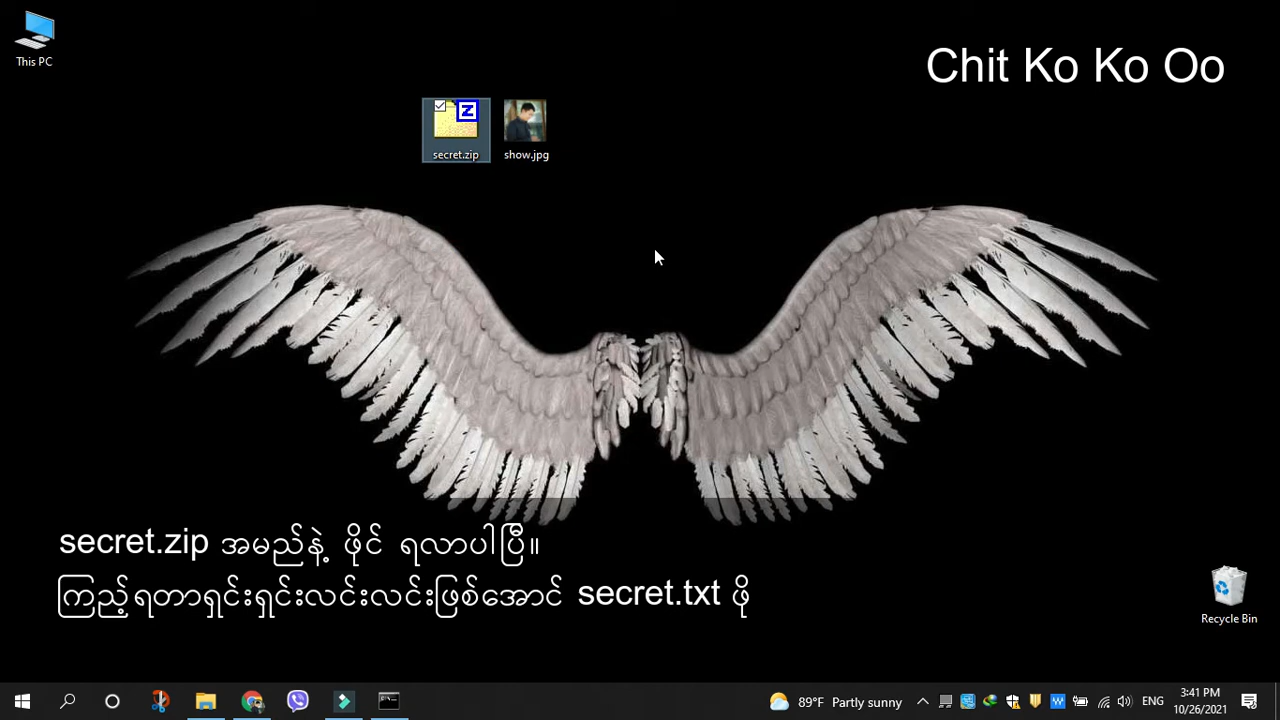 This PC
Chit Ko Ko Oo
secret.zip
show.jpg
secret.zip အမည်နဲ့ ဖိုင် ရလာပါပြီ။
ကြည့်ရတာရှင်းရှင်းလင်းလင်းဖြစ်အောင် secret.txt ဖို
Recycle Bin
89°F Partly sunny
ENG
3:41 PM
10/26/2021